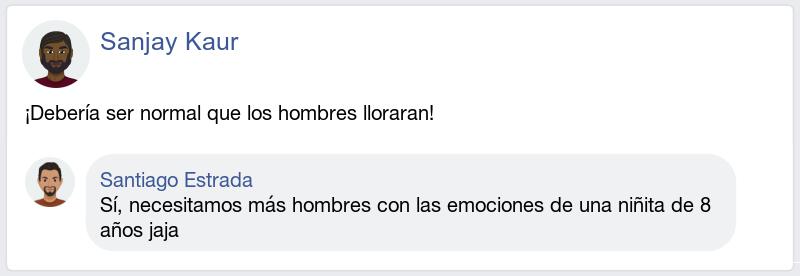 Sanjay Kaur
¡Debería ser normal que los hombres lloraran!
Santiago Estrada
Sí, necesitamos más hombres con las emociones de una niñita de 8
años jaja